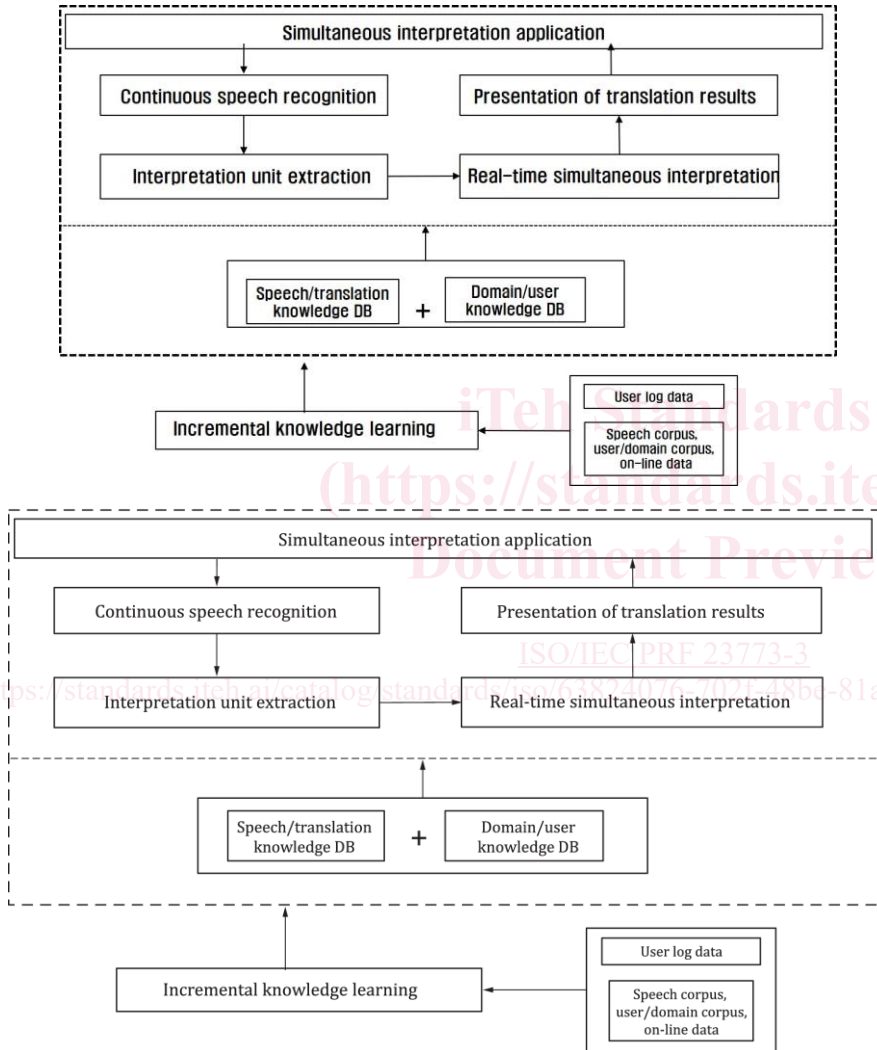 Simultaneous interpretation application
Continuous speech recognition
Presentation of translation results
Interpretation unit extraction
Real-time simultaneous interpretation
Speech/translation
knowledge DB
+
Domain/user
knowledge DB
iTeh Standards
User log data
Incremental knowledge learning
Speech corpus,
user/domain corpus,
on-line data
(https://standards.ite
Simultaneous interpretation application
Document Previe
Continuous speech recognition
Presentation of translation results
ISO/IEC PRF 23773-3
tps://standards.iteh.ai/catalog/standards/iso/63824076-702f-48be-81a
Interpretation unit extraction
Real-time simultaneous interpretation
Speech/translation
knowledge DB
+
Domain/user
knowledge DB
User log data
Incremental knowledge learning
Speech corpus,
user/domain corpus,
on-line data